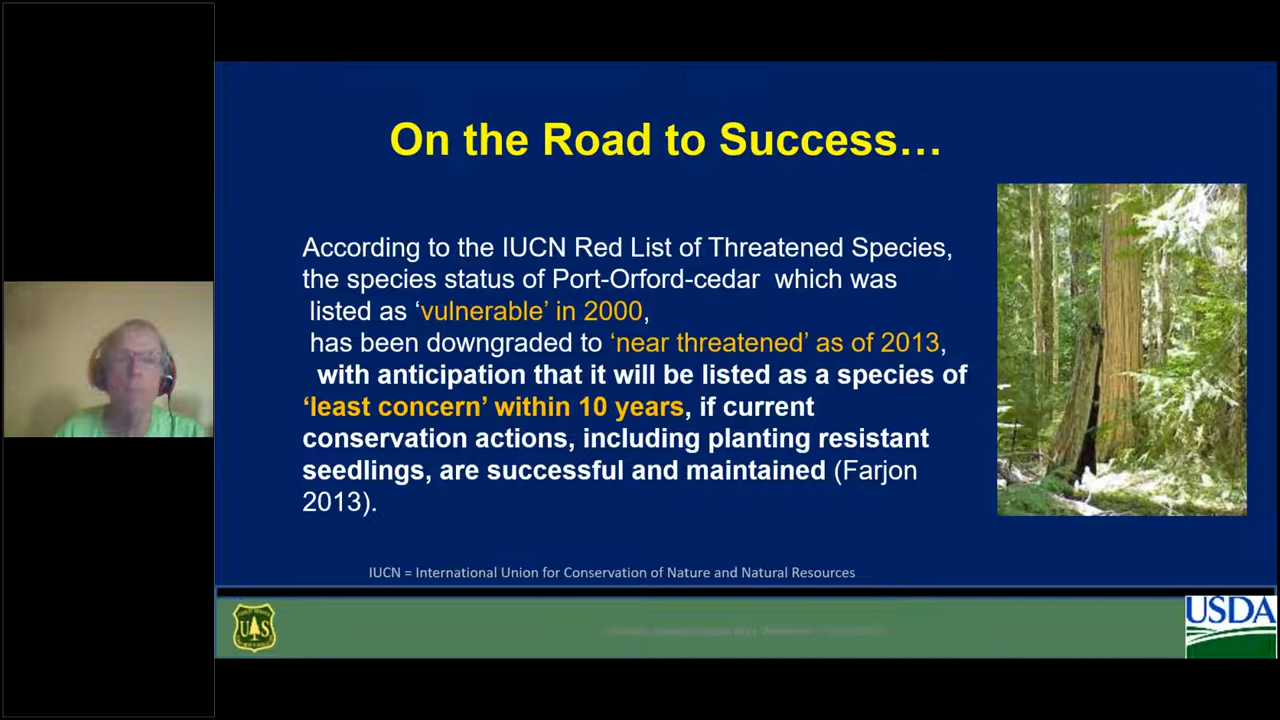 On the Road to Success…
According to the IUCN Red List of Threatened Species,
the species status of Port-Orford-cedar which was
listed as ‘vulnerable’ in 2000,
has been downgraded to ‘near threatened’ as of 2013,
with anticipation that it will be listed as a species of
‘least concern’ within 10 years, if current
conservation actions, including planting resistant
seedlings, are successful and maintained (Farjon
2013).
IUCN = International Union for Conservation of Nature and Natural Resources
U S
USDA